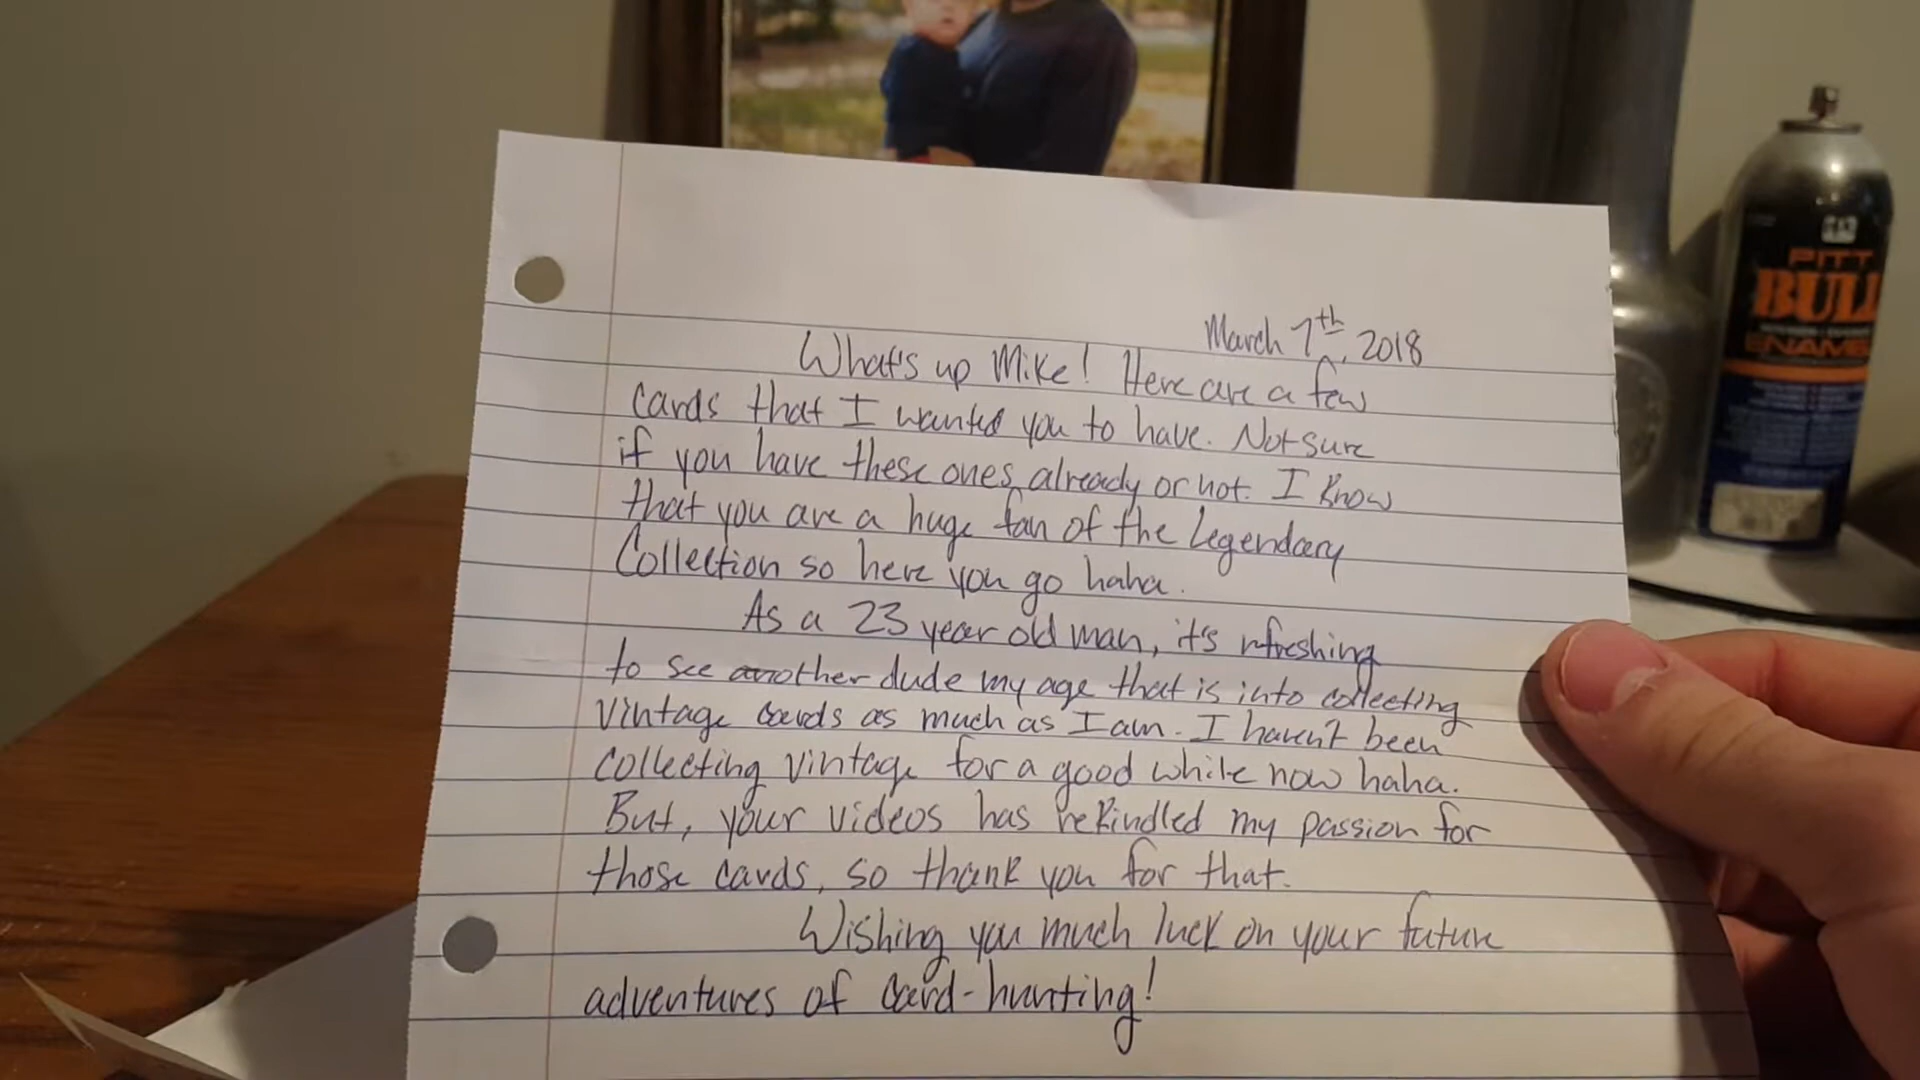 March 7th, 2018
What's up Mike! Here are a few
cards that I wanted you to have. Not sure
if you have these ones already or not. I know
that you are a huge fan of the Legendary
Collection so here you go haha.
As a 23 year old man, it's refreshing
to see another dude my age that is into collecting
vintage cards as much as I am. I haven't been
collecting vintage for a good while now haha.
But, your videos has rekindled my passion for
those cards, so thank you for that.
Wishing you much luck on your future
adventures of card-hunting!
PITT
BULL
ENAM